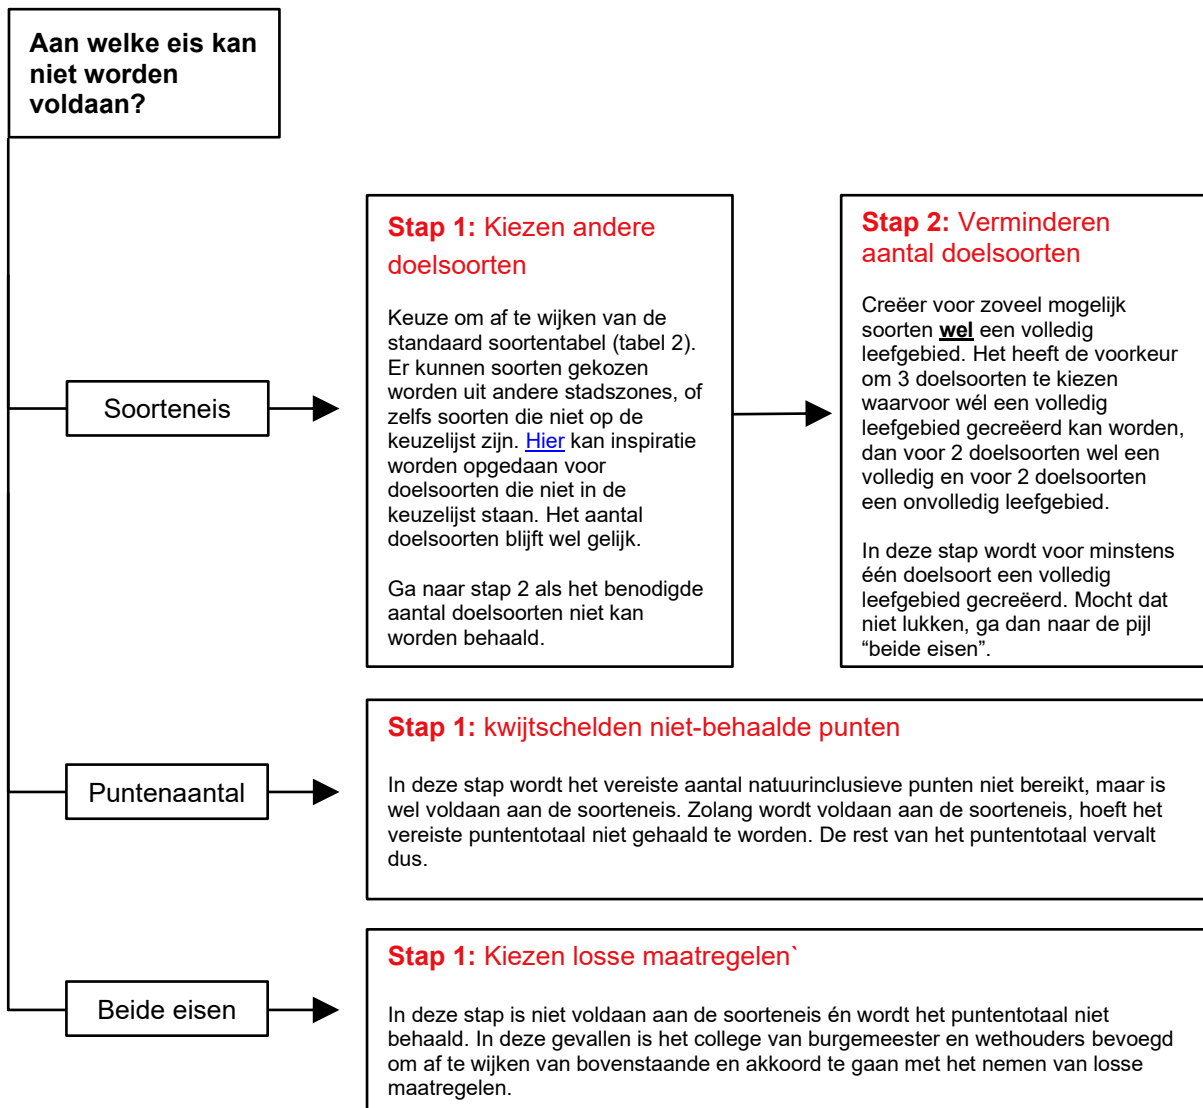 Aan welke eis kan
niet worden
voldaan?
Soorteneis
Stap 1: Kiezen andere
doelsoorten
Keuze om af te wijken van de
standaard soortentabel (tabel 2).
Er kunnen soorten gekozen
worden uit andere stadszones, of
zelfs soorten die niet op de
keuzelijst zijn. Hier kan inspiratie
worden opgedaan voor
doelsoorten die niet in de
keuzelijst staan. Het aantal
doelsoorten blijft wel gelijk.
Ga naar stap 2 als het benodigde
aantal doelsoorten niet kan
worden behaald.
Stap 2: Verminderen
aantal doelsoorten
Creëer voor zoveel mogelijk
soorten wel een volledig
leefgebied. Het heeft de voorkeur
om 3 doelsoorten te kiezen
waarvoor wél een volledig
leefgebied gecreëerd kan worden,
dan voor 2 doelsoorten wel een
volledig en voor 2 doelsoorten
een onvolledig leefgebied.
In deze stap wordt voor minstens
één doelsoort een volledig
leefgebied gecreëerd. Mocht dat
niet lukken, ga dan naar de pijl
“beide eisen”.
Puntenaantal
Stap 1: kwijtschelden niet-behaalde punten
In deze stap wordt het vereiste aantal natuurinclusieve punten niet bereikt, maar is
wel voldaan aan de soorteneis. Zolang wordt voldaan aan de soorteneis, hoeft het
vereiste puntentotaal niet gehaald te worden. De rest van het puntentotaal vervalt
dus.
Beide eisen
Stap 1: Kiezen losse maatregelen`
In deze stap is niet voldaan aan de soorteneis én wordt het puntentotaal niet
behaald. In deze gevallen is het college van burgemeester en wethouders bevoegd
om af te wijken van bovenstaande en akkoord te gaan met het nemen van losse
maatregelen.